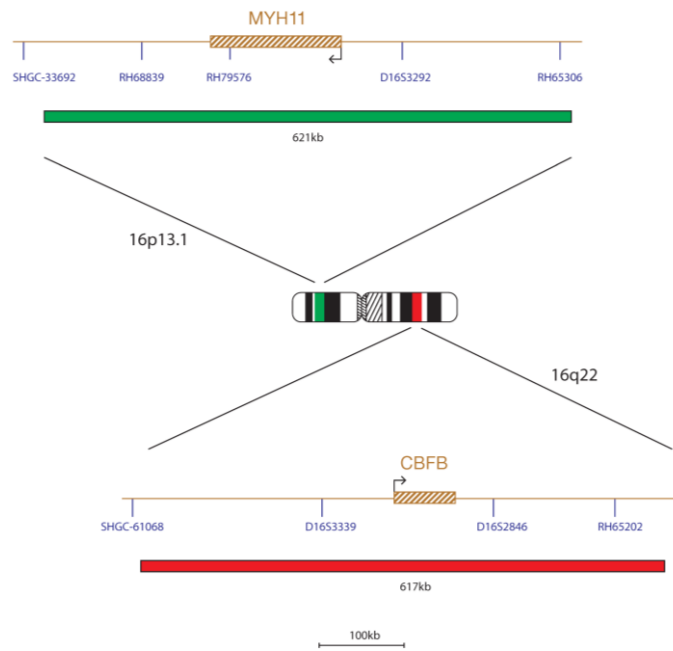 MYH11
SHGC-33692 RH68839 RH79576 D16S3292 RH65306
621kb
16p13.1
16q22
CBFB
SHGC-61068 D16S3339 D16S2846 RH65202
617kb
100kb